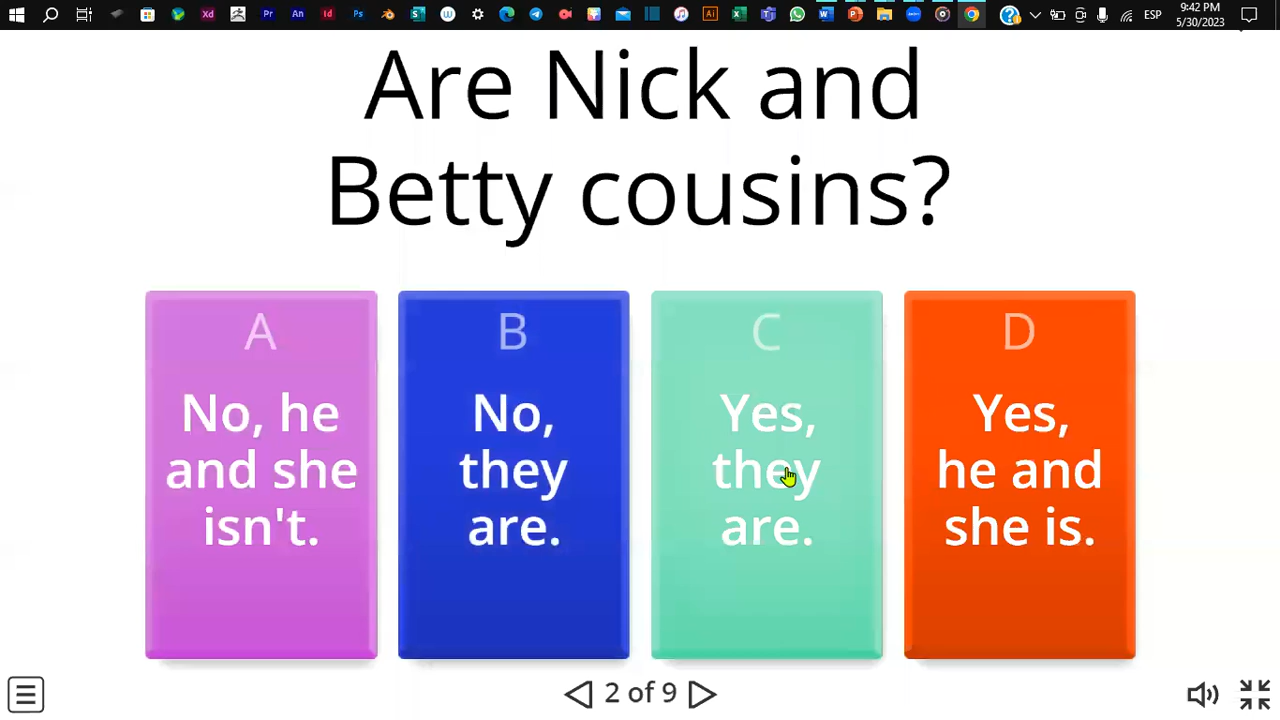 9:42 PM
ESP
5/30/2023
Are Nick and
Betty cousins?
A
No, he
and she
isn't.
B
No,
they
are.
C
Yes,
they
are.
D
Yes,
he and
she is.
2 of 9